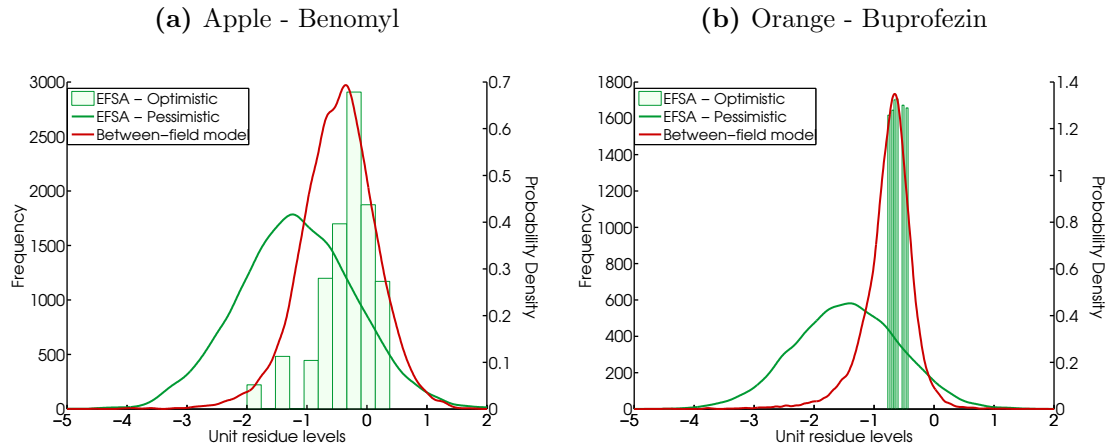 (a) Apple - Benomyl
3000
2500
2000
1500
1000
500
0
Frequency
EFSA – Optimistic
EFSA – Pessimistic
Between–field model
0.7
0.6
0.5
0.4
0.3
0.2
0.1
0
Probability Density
−5 −4 −3 −2 −1 0 1 2
Unit residue levels
(b) Orange - Buprofezin
1800
1600
1400
1200
1000
800
600
400
200
0
Frequency
EFSA – Optimistic
EFSA – Pessimistic
Between–field model
1.4
1.2
1
0.8
0.6
0.4
0.2
0
Probability Density
−5 −4 −3 −2 −1 0 1 2
Unit residue levels